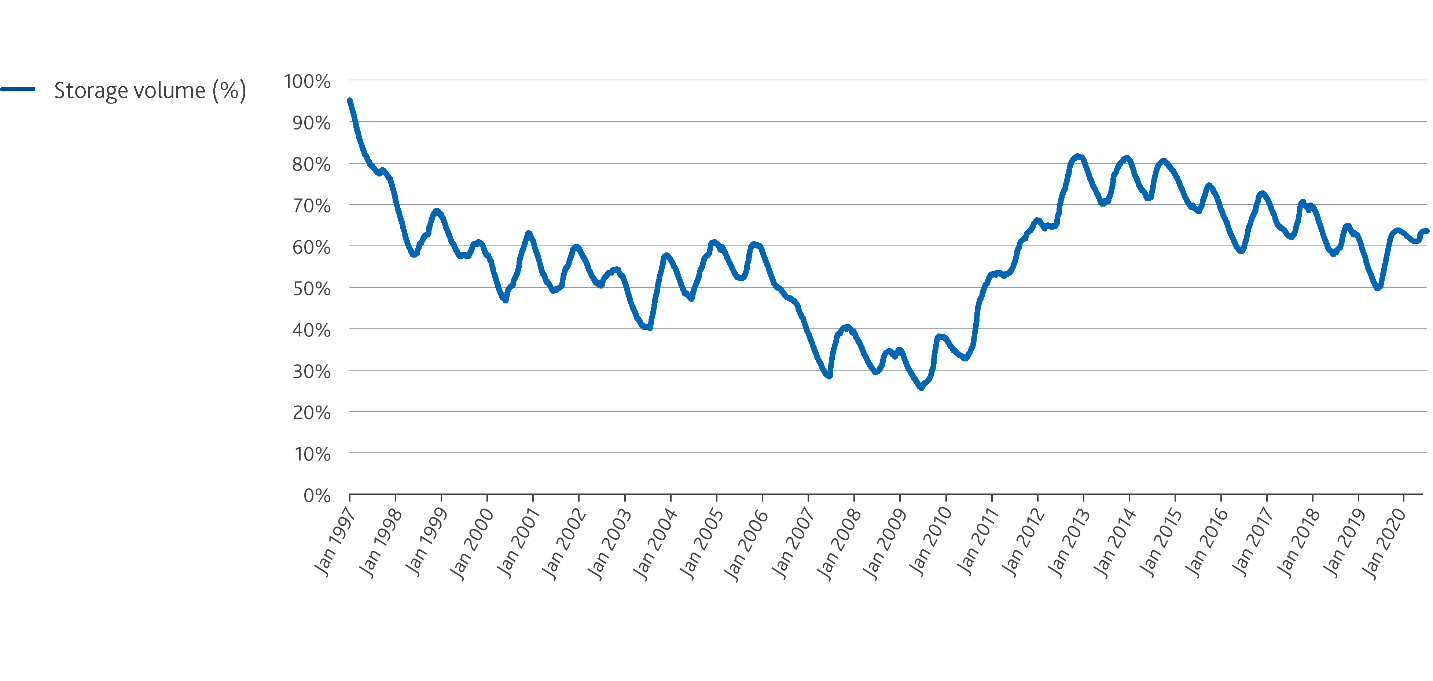 Storage volume (%)
100%
90%
80%
70%
60%
50%
40%
30%
20%
10%
0%
Jan 1997
Jan 1998
Jan 1999
Jan 2000
Jan 2001
Jan 2002
Jan 2003
Jan 2004
Jan 2005
Jan 2006
Jan 2007
Jan 2008
Jan 2009
Jan 2010
Jan 2011
Jan 2012
Jan 2013
Jan 2014
Jan 2015
Jan 2016
Jan 2017
Jan 2018
Jan 2019
Jan 2020